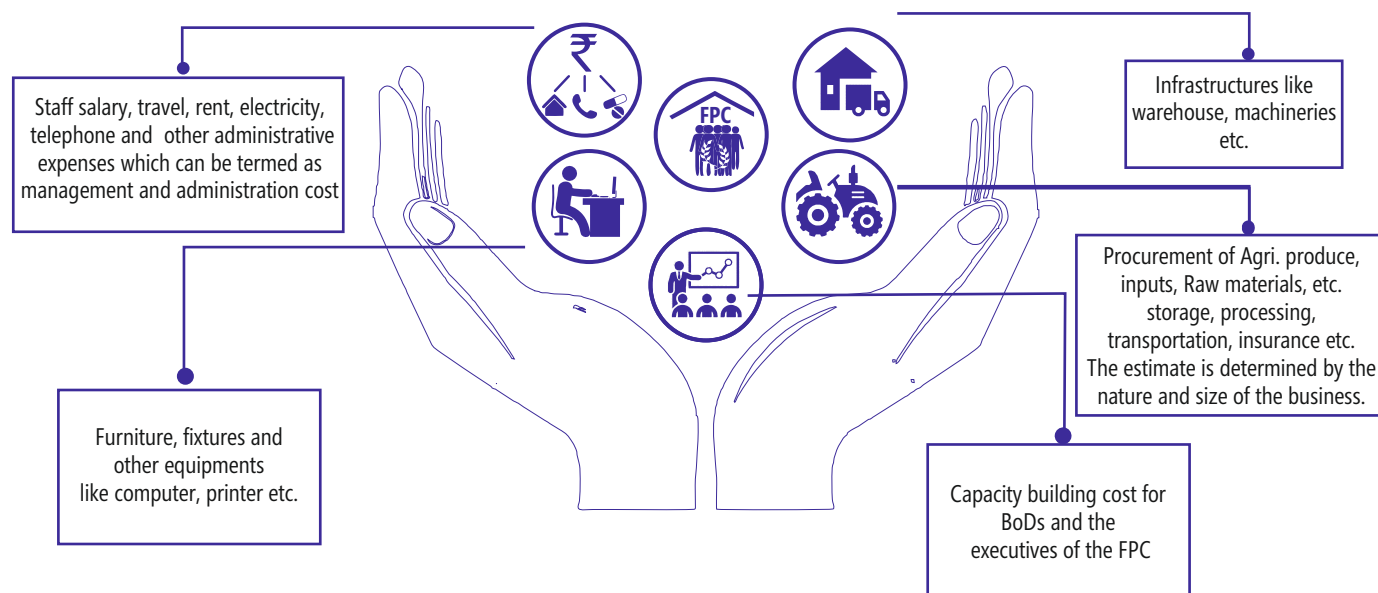 ₹
FPC
Staff salary, travel, rent, electricity,
telephone and other administrative
expenses which can be termed as
management and administration cost
Infrastructures like
warehouse, machineries
etc.
Furniture, fixtures and
other equipments
like computer, printer etc.
Procurement of Agri. produce,
inputs, Raw materials, etc.
storage, processing,
transportation, insurance etc.
The estimate is determined by the
nature and size of the business.
Capacity building cost for
BoDs and the
executives of the FPC